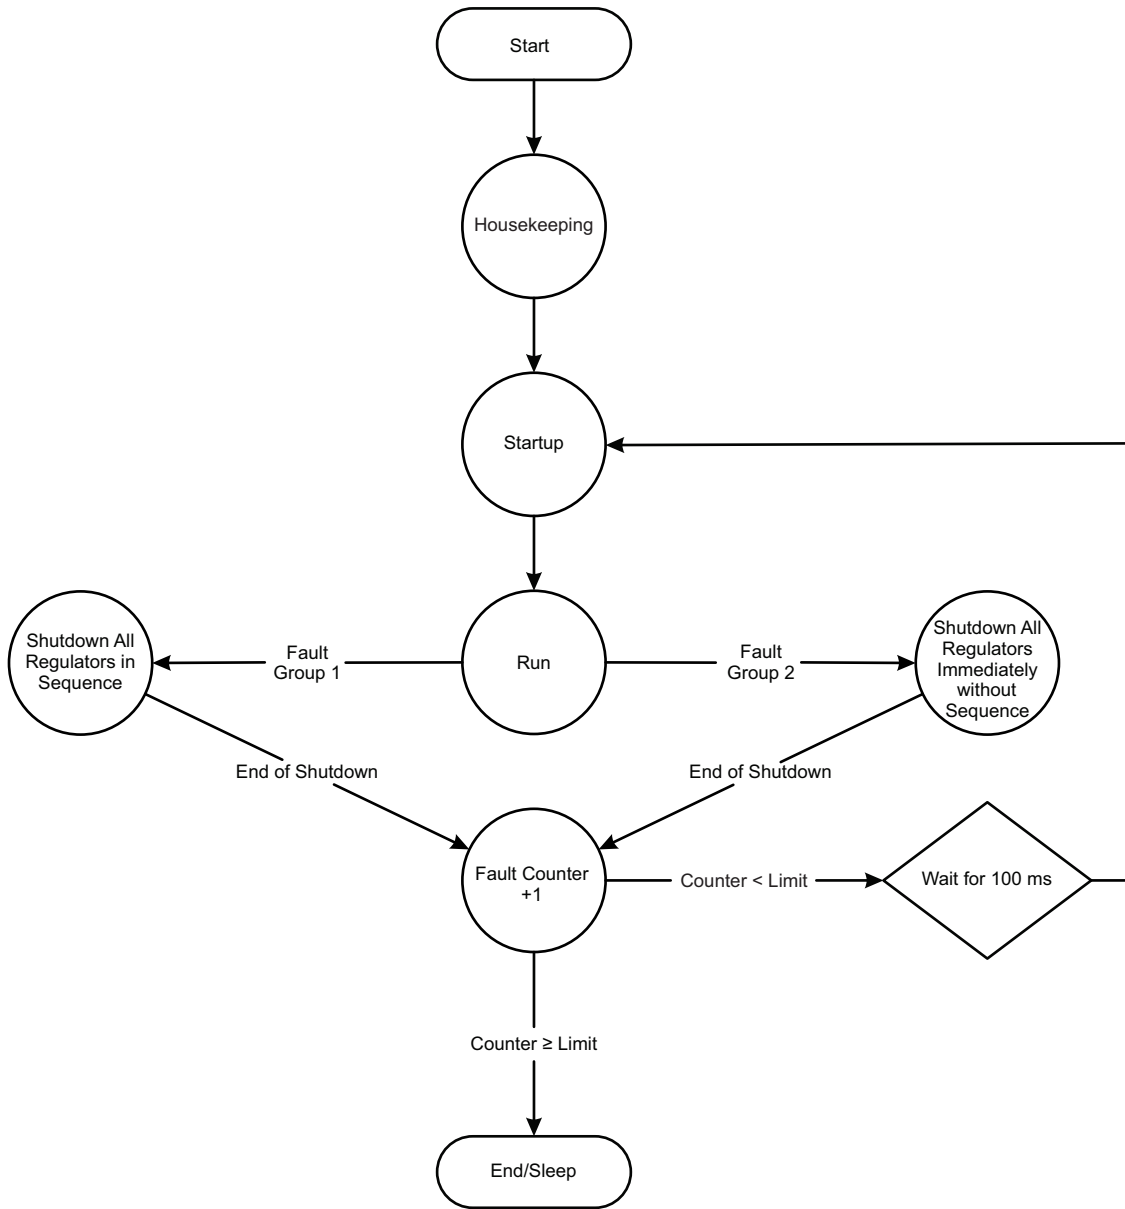 Start
Housekeeping
Startup
Shutdown All
Regulators in
Sequence
Fault
Group 1
Run
Fault
Group 2
Shutdown All
Regulators
Immediately
without
Sequence
End of Shutdown
End of Shutdown
Fault Counter
+1
Counter < Limit
Wait for 100 ms
Counter ≥ Limit
End/Sleep